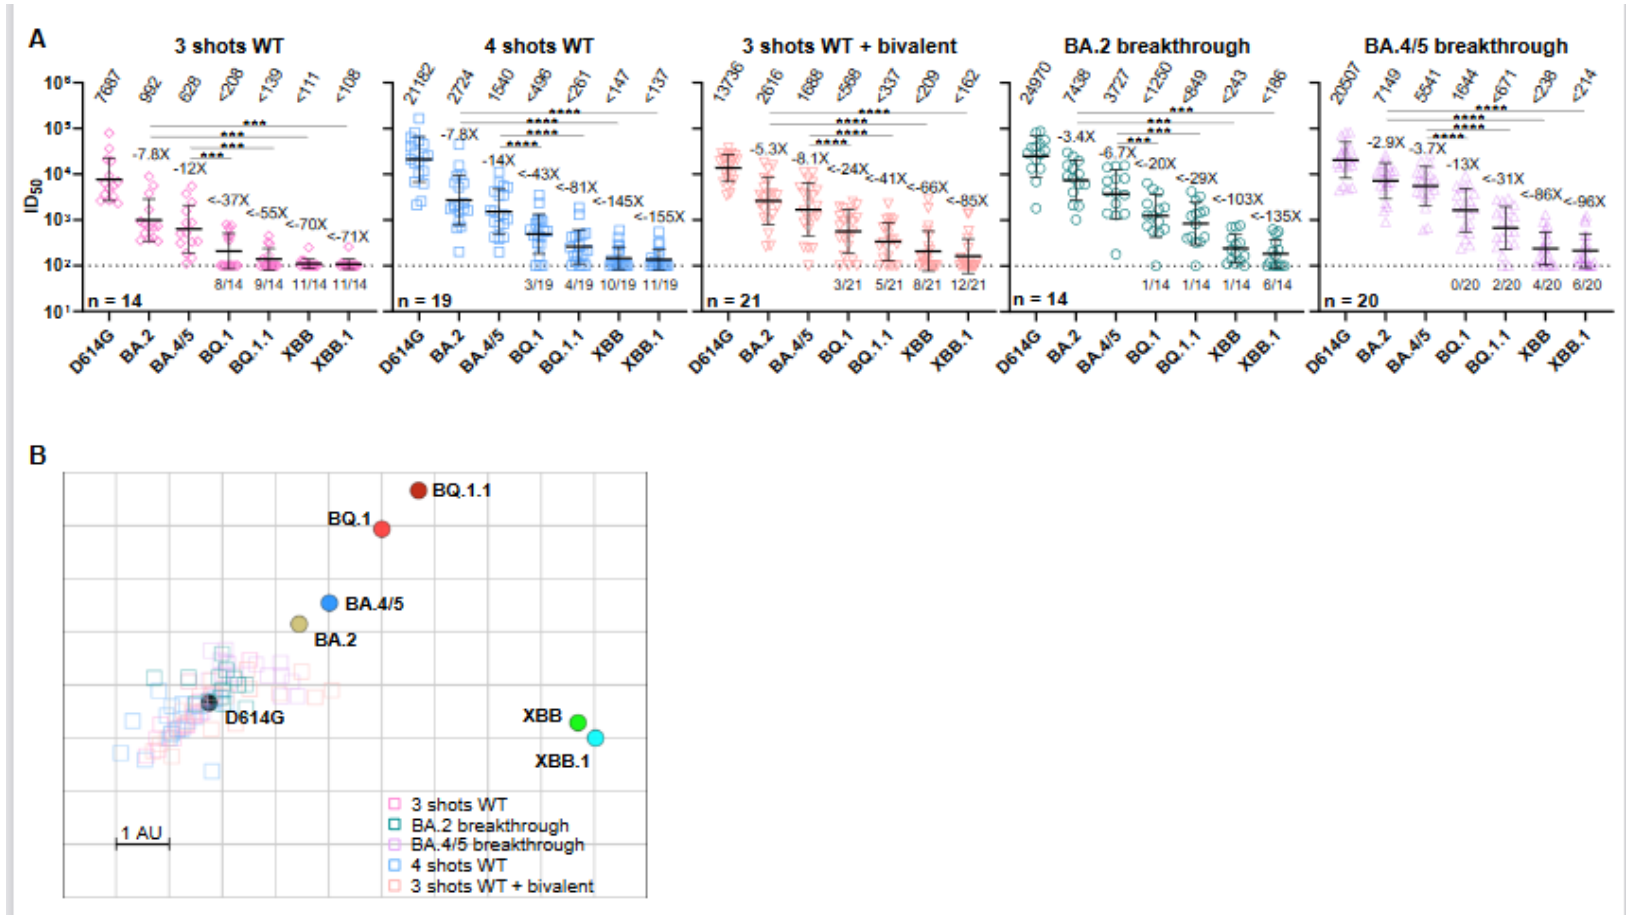 A
3 shots WT
4 shots WT
3 shots WT + bivalent
BA.2 breakthrough
BA.4/5 breakthrough
ID50
10⁶
10⁵
10⁴
10³
10²
10¹
7687 992 628 <208 <139 <111 <108
***
***
***
***
-7.8X -12X <-37X <-55X <-70X <-71X
8/14 9/14 11/14 11/14
n = 14
D614G BA.2 BA.4/5 BQ.1 BQ.1.1 XBB XBB.1
21182 2724 1540 <496 <261 <147 <137
****
****
****
****
-7.8X -14X <-43X <-81X <-145X <-155X
3/19 4/19 10/19 11/19
n = 19
D614G BA.2 BA.4/5 BQ.1 BQ.1.1 XBB XBB.1
13736 2616 1688 <568 <337 <209 <162
****
****
****
****
-5.3X -8.1X <-24X <-41X <-66X <-85X
3/21 5/21 8/21 12/21
n = 21
D614G BA.2 BA.4/5 BQ.1 BQ.1.1 XBB XBB.1
24970 7438 3727 <1250 <849 <243 <186
***
***
***
***
-3.4X -6.7X <-20X <-29X <-103X <-135X
1/14 1/14 1/14 6/14
n = 14
D614G BA.2 BA.4/5 BQ.1 BQ.1.1 XBB XBB.1
20507 7149 5541 1644 <671 <238 <214
****
****
****
****
-2.9X -3.7X -13X <-31X <-86X <-96X
0/20 2/20 4/20 6/20
n = 20
D614G BA.2 BA.4/5 BQ.1 BQ.1.1 XBB XBB.1
B
BQ.1.1
BQ.1
BA.4/5
BA.2
D614G
XBB
XBB.1
1 AU
3 shots WT
BA.2 breakthrough
BA.4/5 breakthrough
4 shots WT
3 shots WT + bivalent